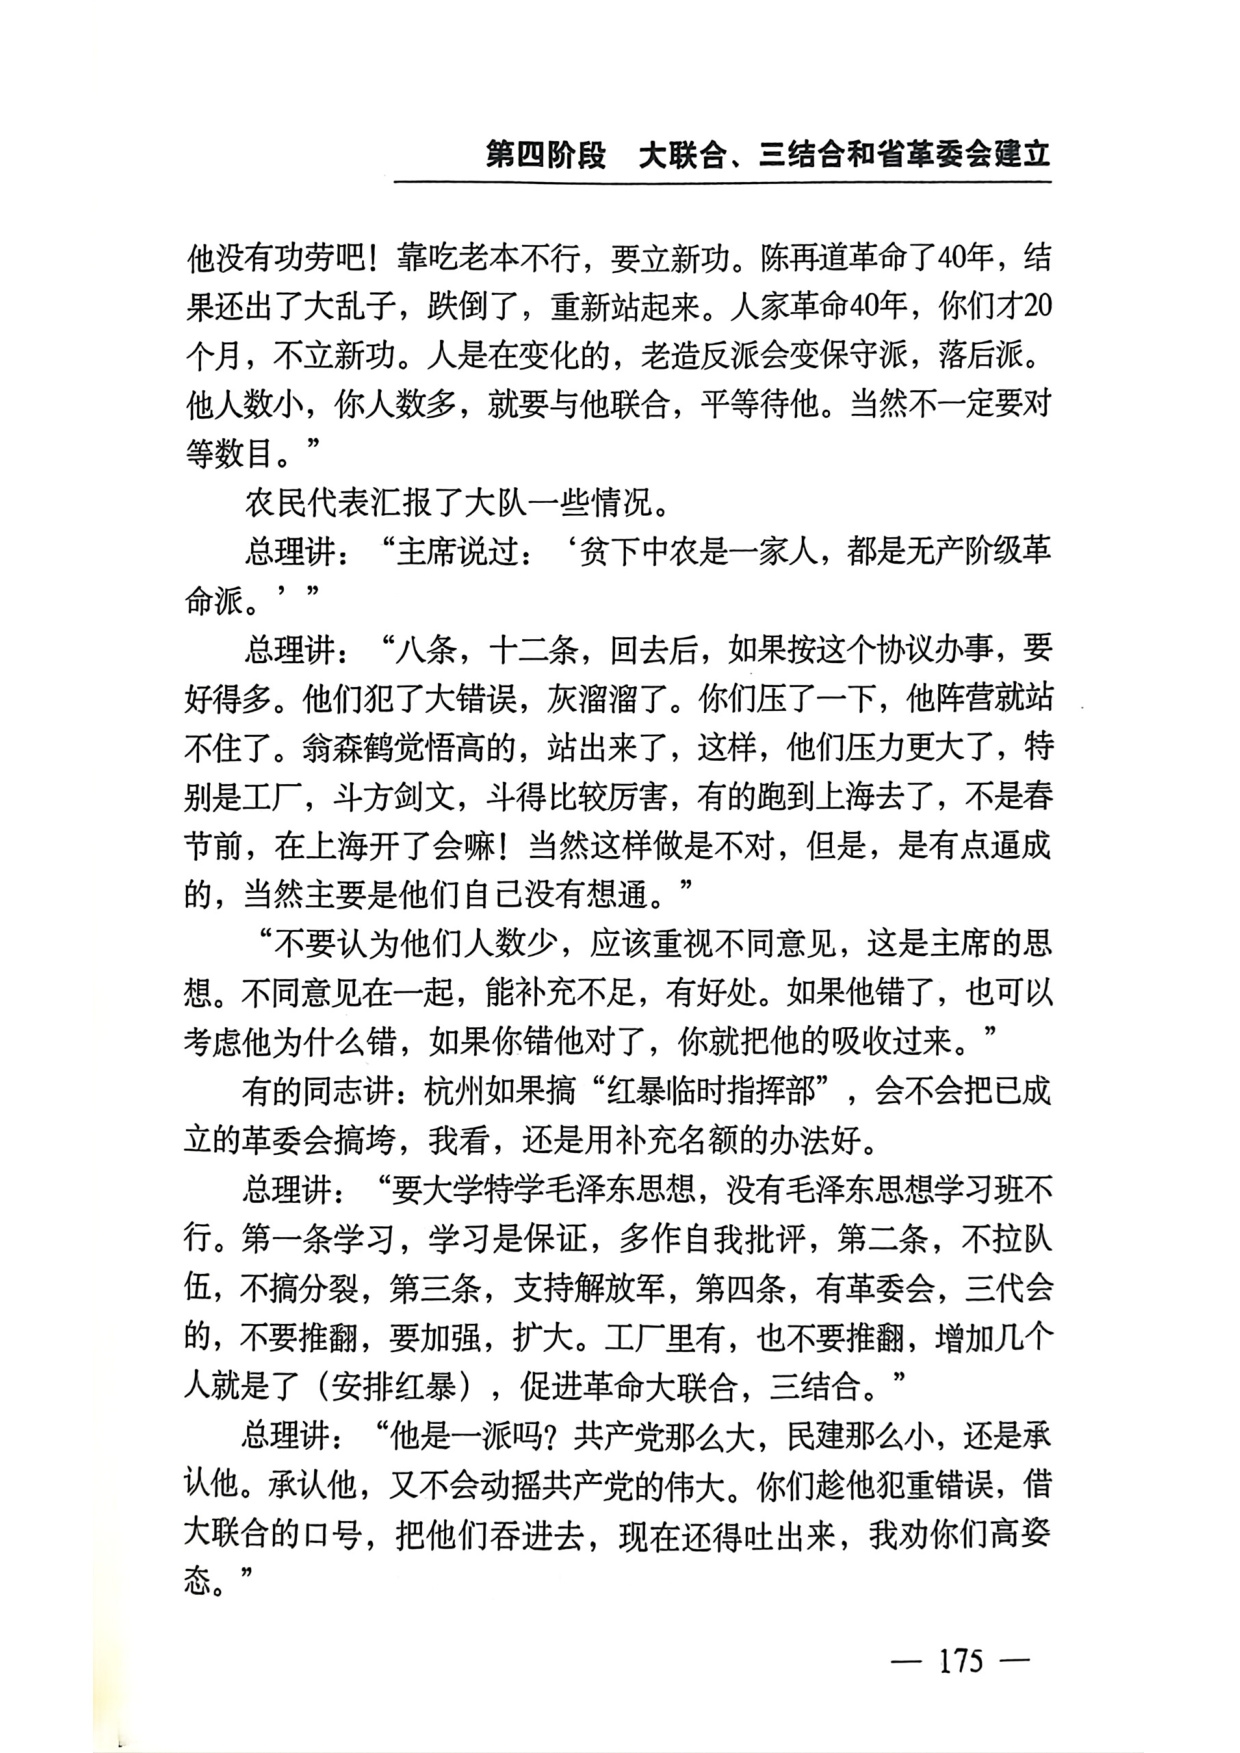 第四阶段　大联合、三结合和省革委会建立
他没有功劳吧！靠吃老本不行，要立新功。陈再道革命了40年，结
果还出了大乱子，跌倒了，重新站起来。人家革命40年，你们才20
个月，不立新功。人是在变化的，老造反派会变保守派，落后派。
他人数小，你人数多，就要与他联合，平等待他。当然不一定要对
等数目。”
农民代表汇报了大队一些情况。
总理讲：“主席说过：‘贫下中农是一家人，都是无产阶级革
命派。’”
总理讲：“八条，十二条，回去后，如果按这个协议办事，要
好得多。他们犯了大错误，灰溜溜了。你们压了一下，他阵营就站
不住了。翁森鹤觉悟高的，站出来了，这样，他们压力更大了，特
别是工厂，斗方剑文，斗得比较厉害，有的跑到上海去了，不是春
节前，在上海开了会嘛！当然这样做是不对，但是，是有点逼成
的，当然主要是他们自己没有想通。”
“不要认为他们人数少，应该重视不同意见，这是主席的思
想。不同意见在一起，能补充不足，有好处。如果他错了，也可以
考虑他为什么错，如果你错他对了，你就把他的吸收过来。”
有的同志讲：杭州如果搞“红暴临时指挥部”，会不会把已成
立的革委会搞垮，我看，还是用补充名额的办法好。
总理讲：“要大学特学毛泽东思想，没有毛泽东思想学习班不
行。第一条学习，学习是保证，多作自我批评，第二条，不拉队
伍，不搞分裂，第三条，支持解放军，第四条，有革委会，三代会
的，不要推翻，要加强，扩大。工厂里有，也不要推翻，增加几个
人就是了（安排红暴），促进革命大联合，三结合。”
总理讲：“他是一派吗？共产党那么大，民建那么小，还是承
认他。承认他，又不会动摇共产党的伟大。你们趁他犯重错误，借
大联合的口号，把他们吞进去，现在还得吐出来，我劝你们高姿
态。”
— 175 —